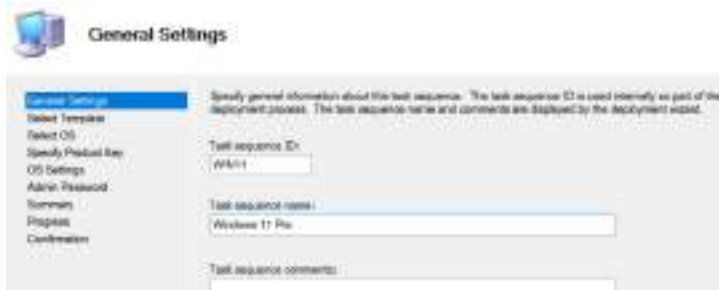 General Settings
General Settings
Select Template
Select OS
Specify Product Key
OS Settings
Admin Password
Summary
Progress
Confirmation
Specify general information about this task sequence. The task sequence ID is used internally as part of the
deployment process. The task sequence name and comments are displayed by the deployment wizard.
Task sequence ID:
WIN11
Task sequence name:
Windows 11 Pro
Task sequence comments: